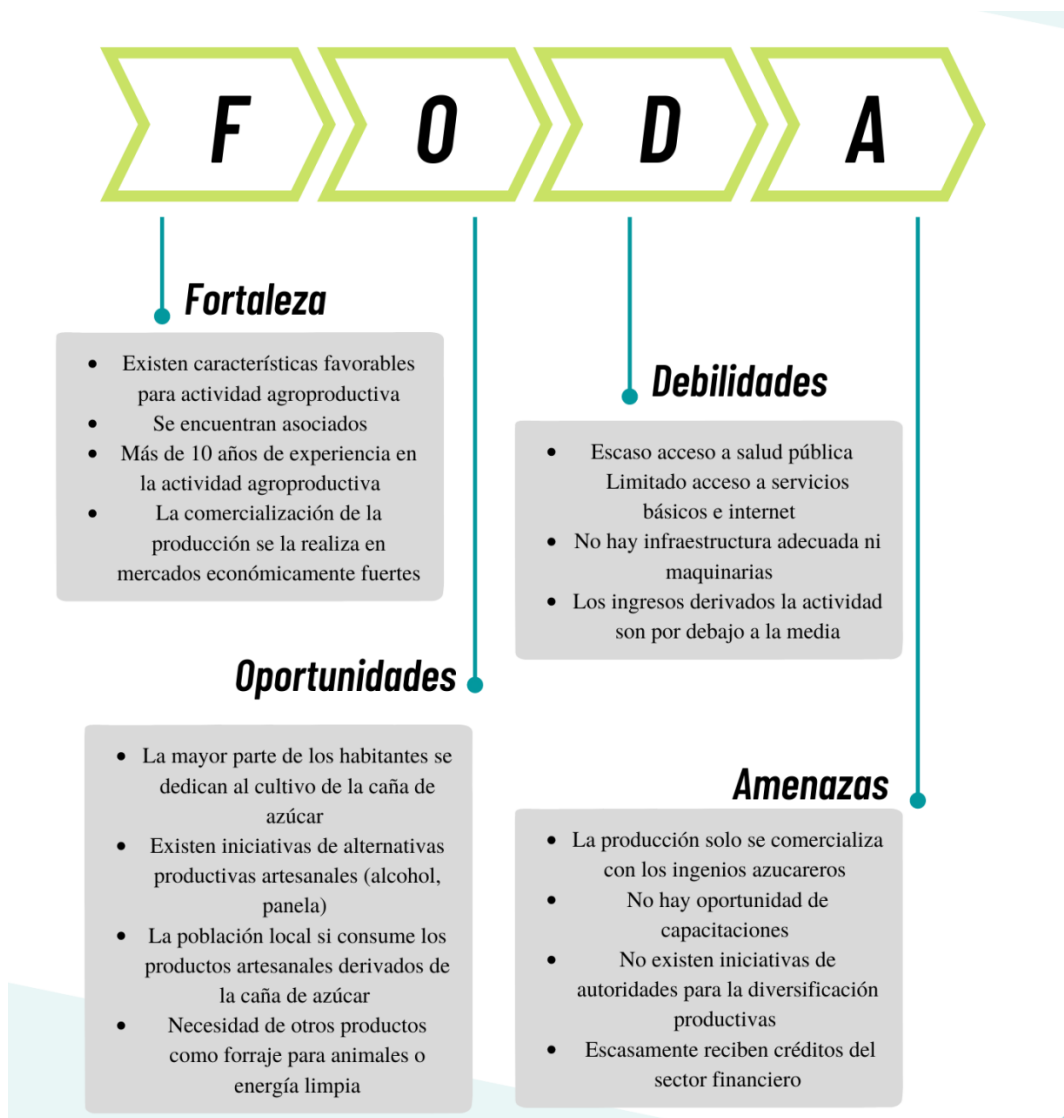 F O D A
Fortaleza
• Existen características favorables
para actividad agroproductiva
• Se encuentran asociados
• Más de 10 años de experiencia en
la actividad agroproductiva
• La comercialización de la
producción se la realiza en
mercados económicamente fuertes
Oportunidades
• La mayor parte de los habitantes se
dedican al cultivo de la caña de
azúcar
• Existen iniciativas de alternativas
productivas artesanales (alcohol,
panela)
• La población local si consume los
productos artesanales derivados de
la caña de azúcar
• Necesidad de otros productos
como forraje para animales o
energía limpia
Debilidades
• Escaso acceso a salud pública
Limitado acceso a servicios
básicos e internet
• No hay infraestructura adecuada ni
maquinarias
• Los ingresos derivados la actividad
son por debajo a la media
Amenazas
• La producción solo se comercializa
con los ingenios azucareros
• No hay oportunidad de
capacitaciones
• No existen iniciativas de
autoridades para la diversificación
productivas
• Escasamente reciben créditos del
sector financiero